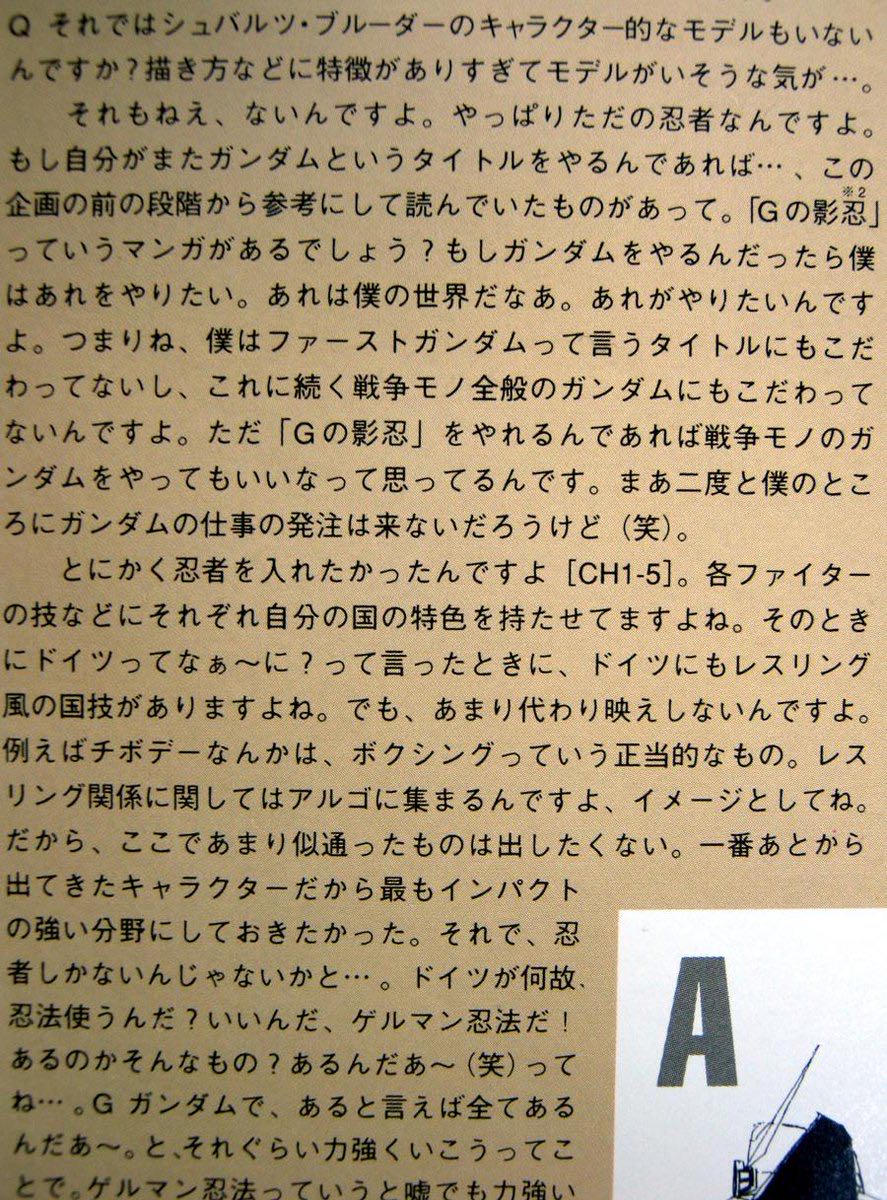 Q それではシュバルツ・ブルーダーのキャラクター的なモデルもいない
んですか？描き方などに特徴がありすぎてモデルがいそうな気が…。
それもねえ、ないんですよ。やっぱりただの忍者なんですよ。
もし自分がまたガンダムというタイトルをやるんであれば…、この
企画の前の段階から参考にして読んでいたものがあって。「Gの影忍※2」
っていうマンガがあるでしょう？もしガンダムをやるんだったら僕
はあれをやりたい。あれは僕の世界だなあ。あれがやりたいんです
よ。つまりね、僕はファーストガンダムって言うタイトルにもこだ
わってないし、これに続く戦争モノ全般のガンダムにもこだわって
ないんですよ。ただ「Gの影忍」をやれるんであれば戦争モノのガ
ンダムをやってもいいなって思ってるんです。まあ二度と僕のとこ
ろにガンダムの仕事の発注は来ないだろうけど（笑）。
とにかく忍者を入れたかったんですよ［CH1-5］。各ファイター
の技などにそれぞれ自分の国の特色を持たせてますよね。そのとき
にドイツってなぁ〜に？って言ったときに、ドイツにもレスリング
風の国技がありますよね。でも、あまり代わり映えしないんですよ。
例えばチボデーなんかは、ボクシングっていう正当的なもの。レス
リング関係に関してはアルゴに集まるんですよ、イメージとしてね。
だから、ここであまり似通ったものは出したくない。一番あとから
出てきたキャラクターだから最もインパクト
の強い分野にしておきたかった。それで、忍
者しかないんじゃないかと…。ドイツが何故、
忍法使うんだ？いいんだ、ゲルマン忍法だ！
あるのかそんなもの？あるんだあ〜（笑）って
ね…。G ガンダムで、あると言えば全てある
んだあ〜。と、それぐらい力強くいこうってこ
とで。ゲルマン忍法っていうと嘘でも力強い
A